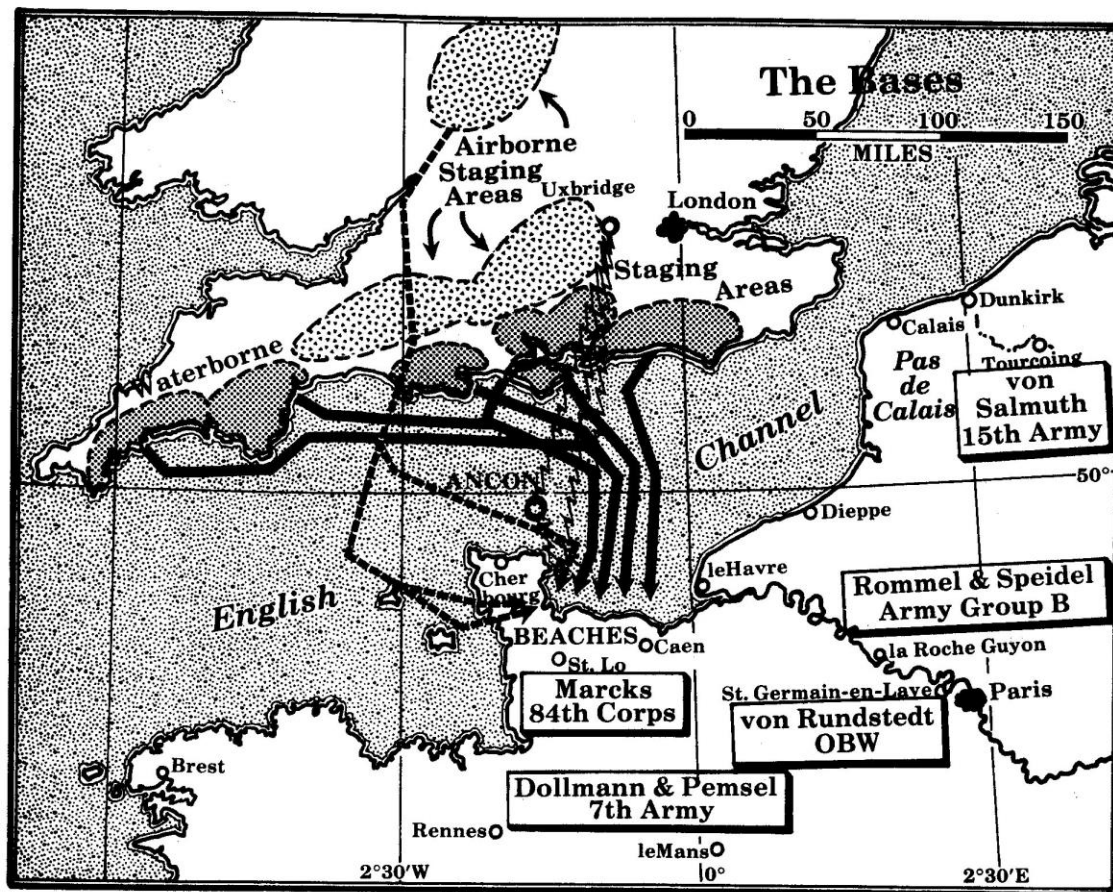 The Bases
0 50 100 150
MILES
Airborne
Staging
Areas
Uxbridge
London
Staging
Areas
Waterborne
Dunkirk
Calais
Tourcoing
Pas
de
Calais
von
Salmuth
15th Army
Channel
50°
ANCON
Dieppe
English
Cher
bourg
leHavre
Rommel & Speidel
Army Group B
BEACHES
Caen
la Roche Guyon
St. Lo
Marcks
84th Corps
St. Germain-en-Laye
Paris
von Rundstedt
OBW
Brest
Dollmann & Pemsel
7th Army
Rennes
leMans
2°30′W
0°
2°30′E